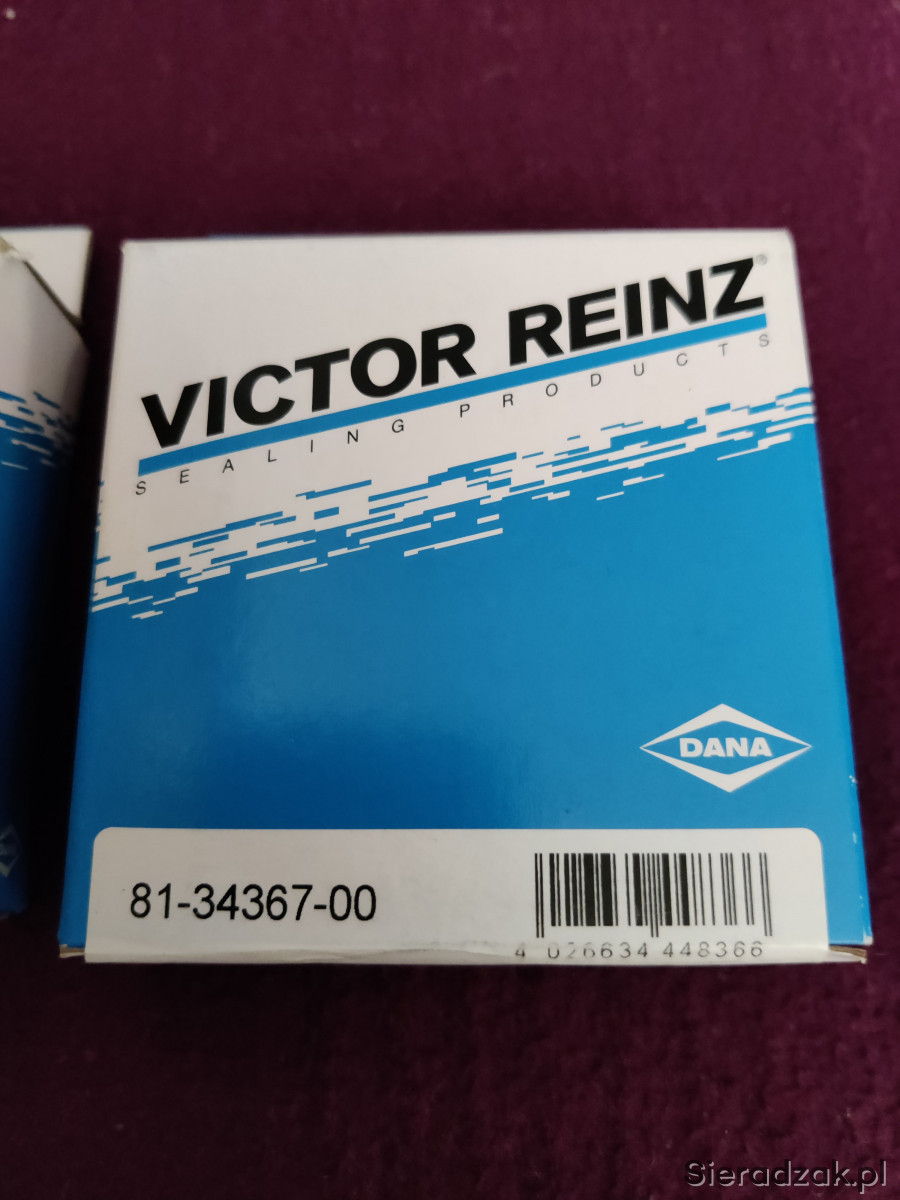 VICTOR REINZ®
SEALING PRODUCTS
DANA
81-34367-00
4 026634 448366
Sieradzak.pl